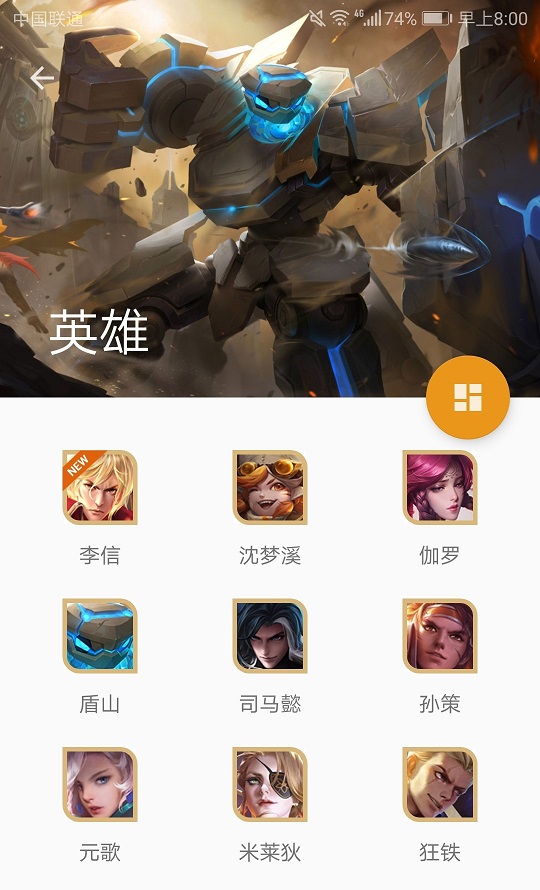 中国联通 4G 74% 早上8:00
英雄
NEW
李信 沈梦溪 伽罗
盾山 司马懿 孙策
元歌 米莱狄 狂铁